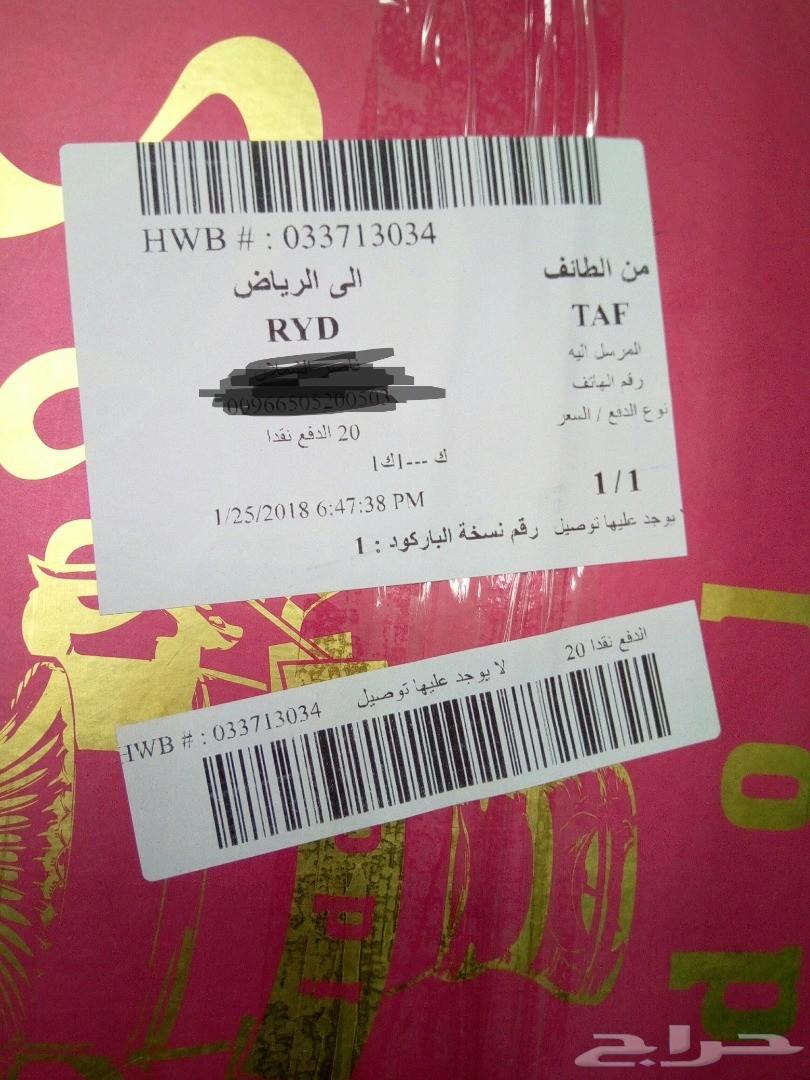 HWB # : 033713034
من الطائف
الى الرياض
TAF
RYD
المرسل اليه
رقم الهاتف
نوع الدفع / السعر
20 الدفع نقدا
ك ---اك1
1/1
1/25/2018 6:47:38 PM
يوجد عليها توصيل رقم نسخة الباركود : 1
الدفع نقدا 20
لا يوجد عليها توصيل
HWB # : 033713034
حراج